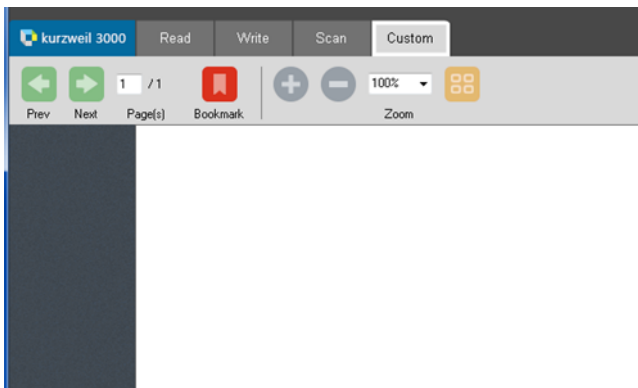 kurzweil 3000 Read Write Scan Custom
1 / 1 100%
Prev Next Page(s) Bookmark Zoom